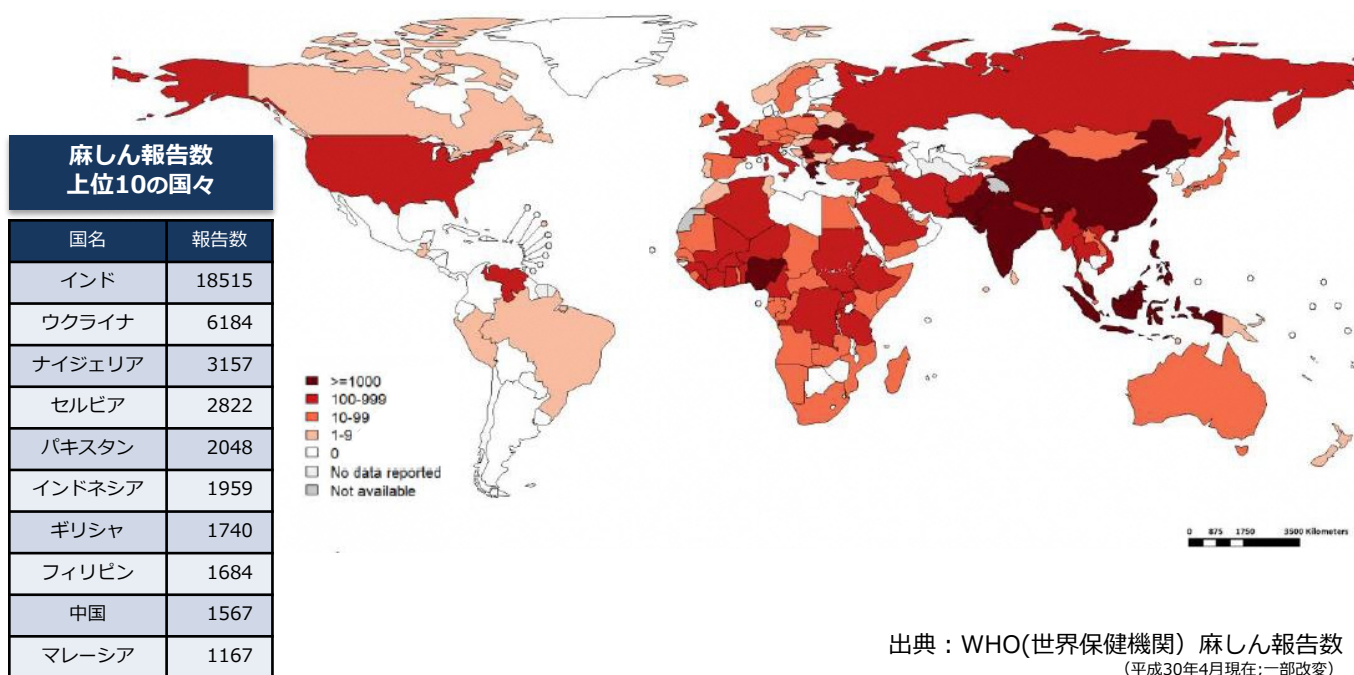 麻しん報告数
上位10の国々
国名 報告数
インド 18515
ウクライナ 6184
ナイジェリア 3157
セルビア 2822
パキスタン 2048
インドネシア 1959
ギリシャ 1740
フィリピン 1684
中国 1567
マレーシア 1167
>=1000
100-999
10-99
1-9
0
No data reported
Not available
0 875 1750 3500 Kilometers
出典：WHO(世界保健機関）麻しん報告数
（平成30年4月現在;一部改変）